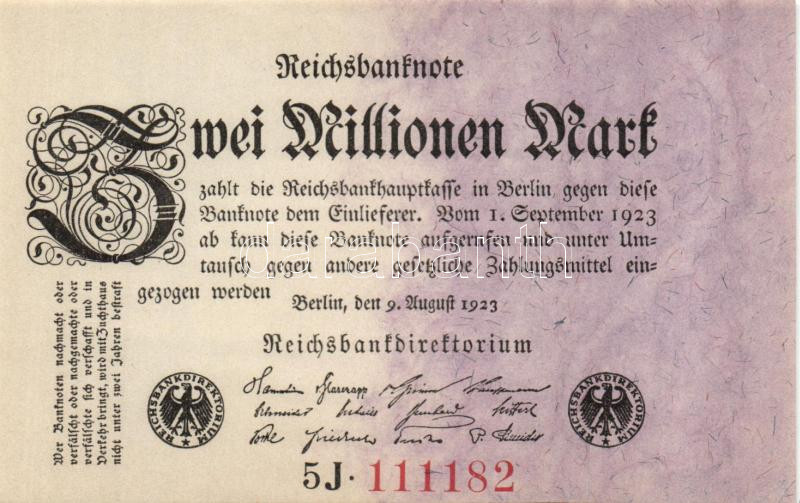 Reichsbanknote
Zwei Millionen Mark
zahlt die Reichsbankhauptkasse in Berlin gegen diese
Banknote dem Einlieferer. Vom 1. September 1923
ab kann diese Banknote aufgerufen und unter Um-
tausch gegen andere gesetzliche Zahlungsmittel ein-
gezogen werden
Berlin, den 9. August 1923
Reichsbankdirektorium
Wer Banknoten nachmacht oder
verfälscht oder nachgemachte oder
verfälschte sich verschafft und in
Verkehr bringt, wird mit Zuchthaus
nicht unter zwei Jahren bestraft
REICHSBANKDIREKTORIUM
REICHSBANKDIREKTORIUM
5J·111182
darabanth